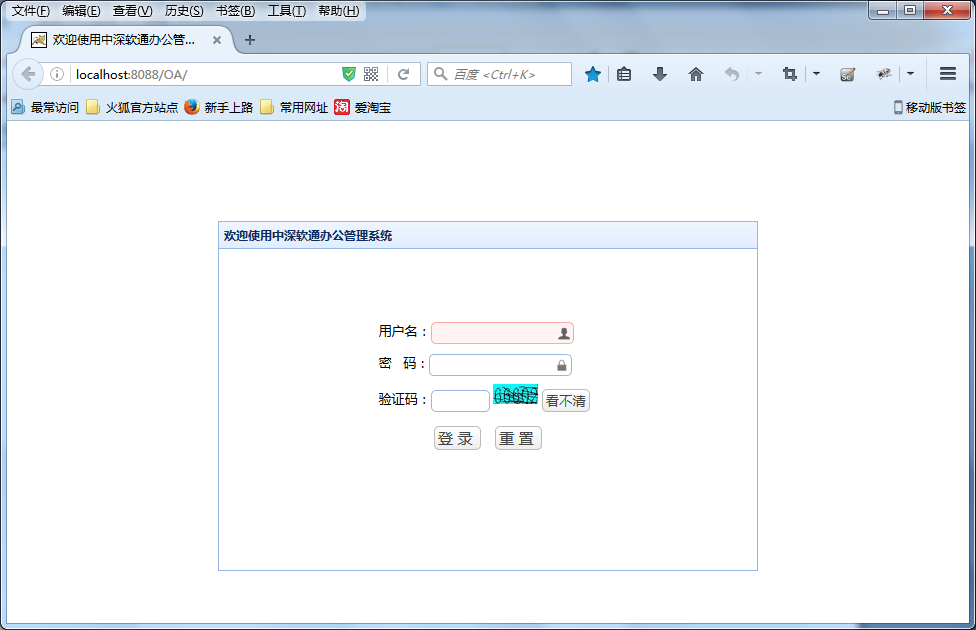 文件(F) 编辑(E) 查看(V) 历史(S) 书签(B) 工具(T) 帮助(H)
欢迎使用中深软通办公管...
localhost:8088/OA/
百度 <Ctrl+K>
最常访问 火狐官方站点 新手上路 常用网址 淘 爱淘宝 移动版书签
欢迎使用中深软通办公管理系统
用户名：
密 码：
验证码： 看不清
登 录 重 置